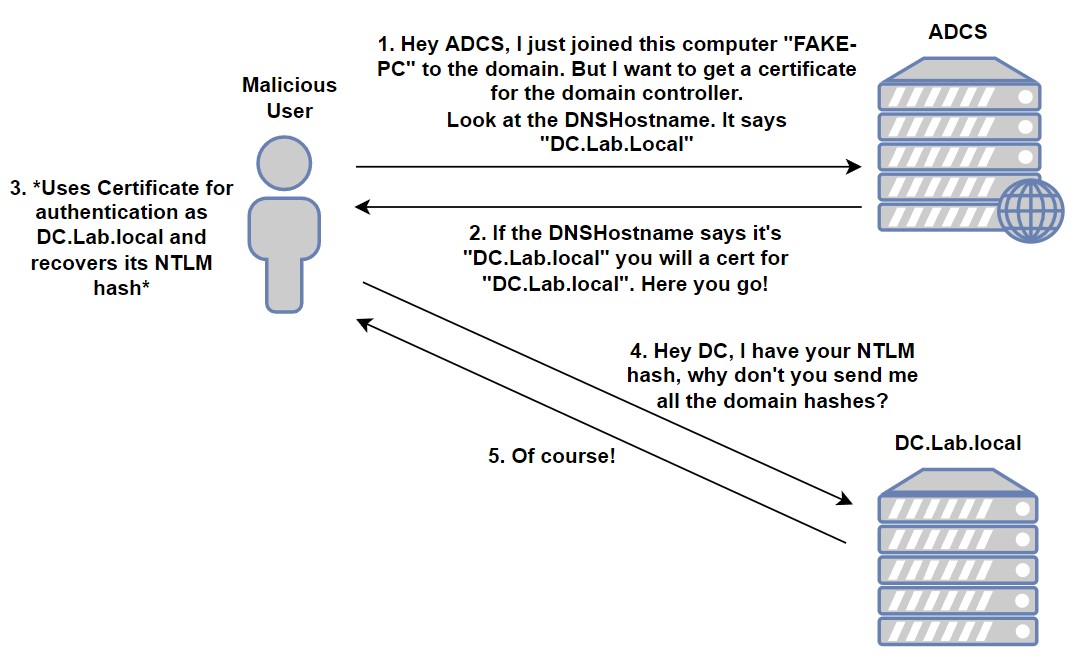 ADCS
1. Hey ADCS, I just joined this computer "FAKE-
PC" to the domain. But I want to get a certificate
for the domain controller.
Look at the DNSHostname. It says
"DC.Lab.Local"
Malicious
User
3. *Uses Certificate for
authentication as
DC.Lab.local and
recovers its NTLM
hash*
2. If the DNSHostname says it's
"DC.Lab.local" you will a cert for
"DC.Lab.local". Here you go!
4. Hey DC, I have your NTLM
hash, why don't you send me
all the domain hashes?
5. Of course!
DC.Lab.local